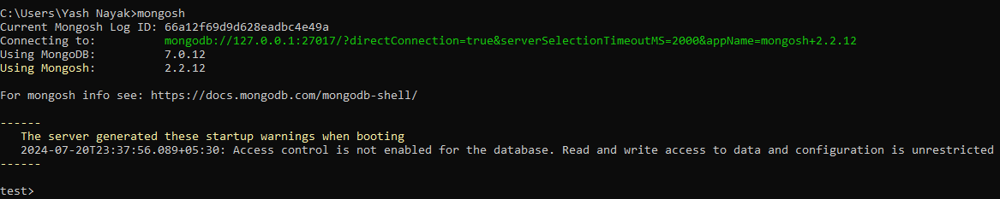 C:\Users\Yash Nayak>mongosh
Current Mongosh Log ID: 66a12f69d9d628eadbc4e49a
Connecting to:          mongodb://127.0.0.1:27017/?directConnection=true&serverSelectionTimeoutMS=2000&appName=mongosh+2.2.12
Using MongoDB:          7.0.12
Using Mongosh:          2.2.12
For mongosh info see: https://docs.mongodb.com/mongodb-shell/
------
   The server generated these startup warnings when booting
   2024-07-20T23:37:56.089+05:30: Access control is not enabled for the database. Read and write access to data and configuration is unrestricted
------
test>